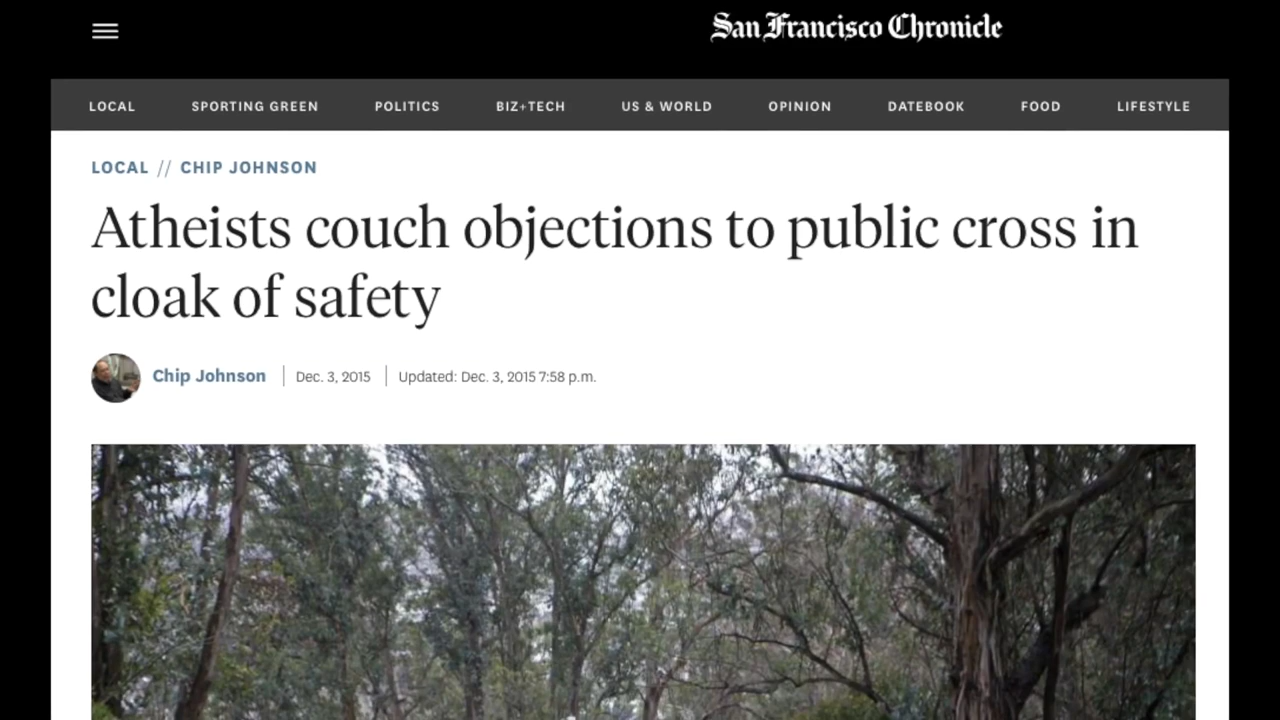 San Francisco Chronicle
LOCAL SPORTING GREEN POLITICS BIZ+TECH US & WORLD OPINION DATEBOOK FOOD LIFESTYLE
LOCAL // CHIP JOHNSON
Atheists couch objections to public cross in
cloak of safety
Chip Johnson | Dec. 3, 2015 | Updated: Dec. 3, 2015 7:58 p.m.